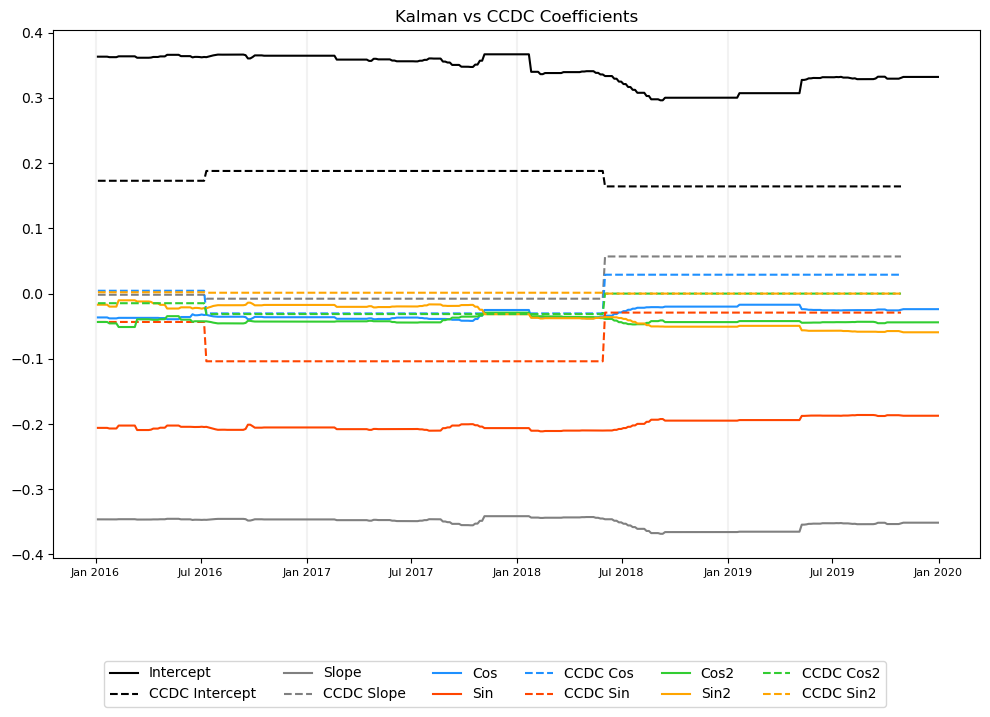 Kalman vs CCDC Coefficients
0.4
0.3
0.2
0.1
0.0
−0.1
−0.2
−0.3
−0.4
Jan 2016 Jul 2016 Jan 2017 Jul 2017 Jan 2018 Jul 2018 Jan 2019 Jul 2019 Jan 2020
Intercept Slope Cos CCDC Cos Cos2 CCDC Cos2
CCDC Intercept CCDC Slope Sin CCDC Sin Sin2 CCDC Sin2